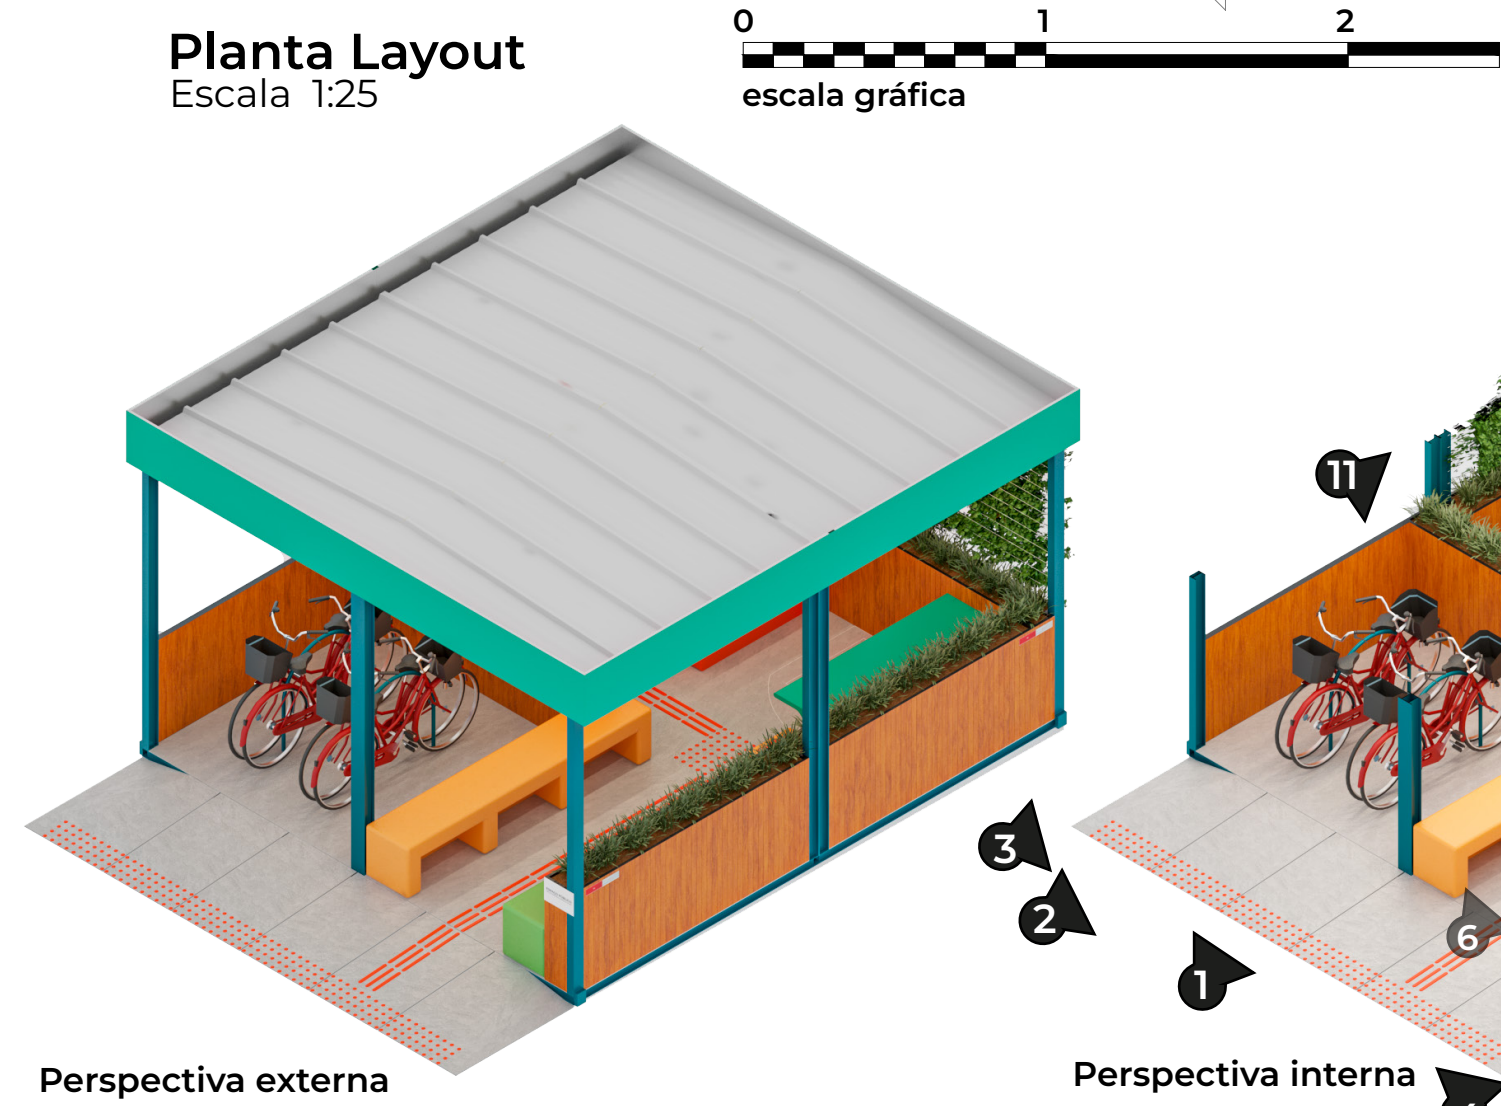 Planta Layout
Escala 1:25
0 1 2
escala gráfica
11
3
2
1
6
Perspectiva externa
Perspectiva interna